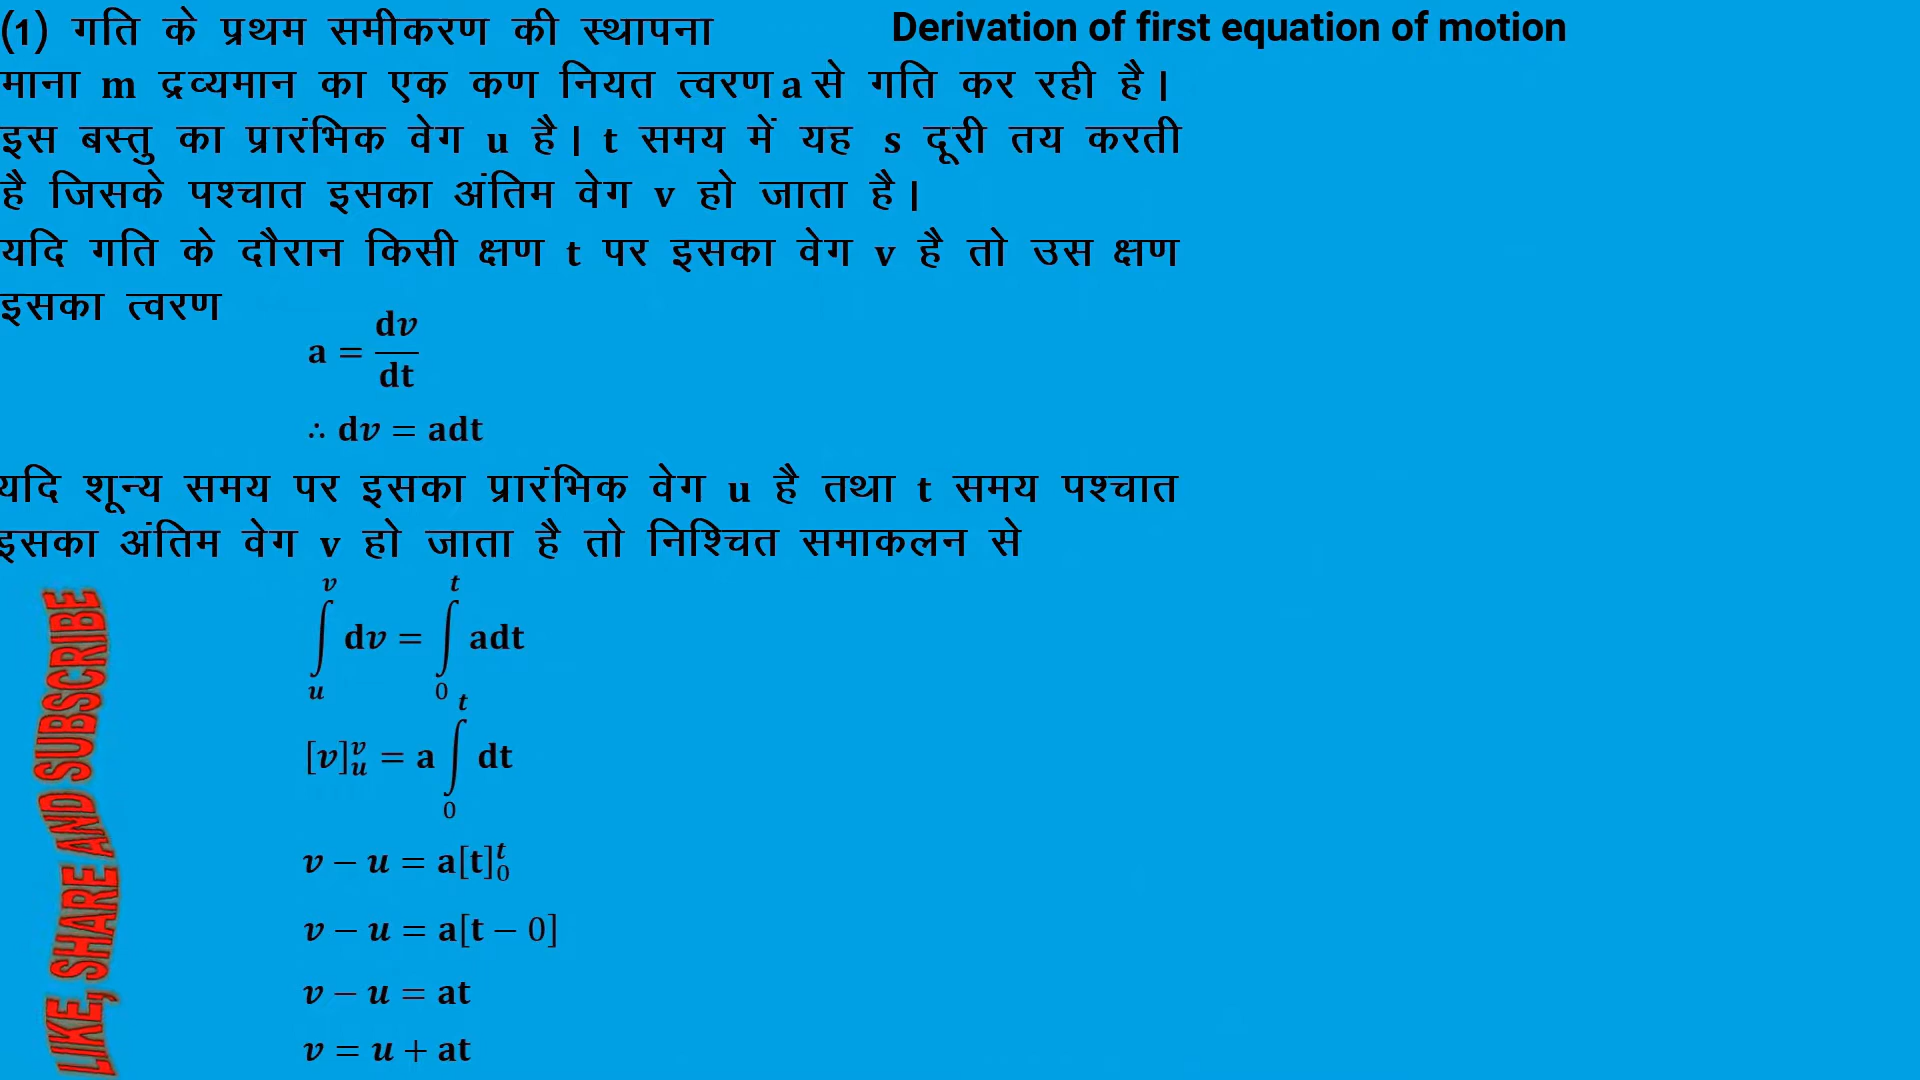 (1) गति के प्रथम समीकरण की स्थापना
Derivation of first equation of motion
माना m द्रव्यमान का एक कण नियत त्वरण a से गति कर रही है |
इस बस्तु का प्रारंभिक वेग u है | t समय में यह s दूरी तय करती
है जिसके पश्चात इसका अंतिम वेग v हो जाता है |
यदि गति के दौरान किसी क्षण t पर इसका वेग v है तो उस क्षण
इसका त्वरण
a = dv/dt
∴ dv = adt
यदि शून्य समय पर इसका प्रारंभिक वेग u है तथा t समय पश्चात
इसका अंतिम वेग v हो जाता है तो निश्चित समाकलन से
∫_u^v dv = ∫_0^t adt
[v]_u^v = a ∫_0^t dt
v − u = a[t]_0^t
v − u = a[t − 0]
v − u = at
v = u + at
LIKE, SHARE AND SUBSCRIBE